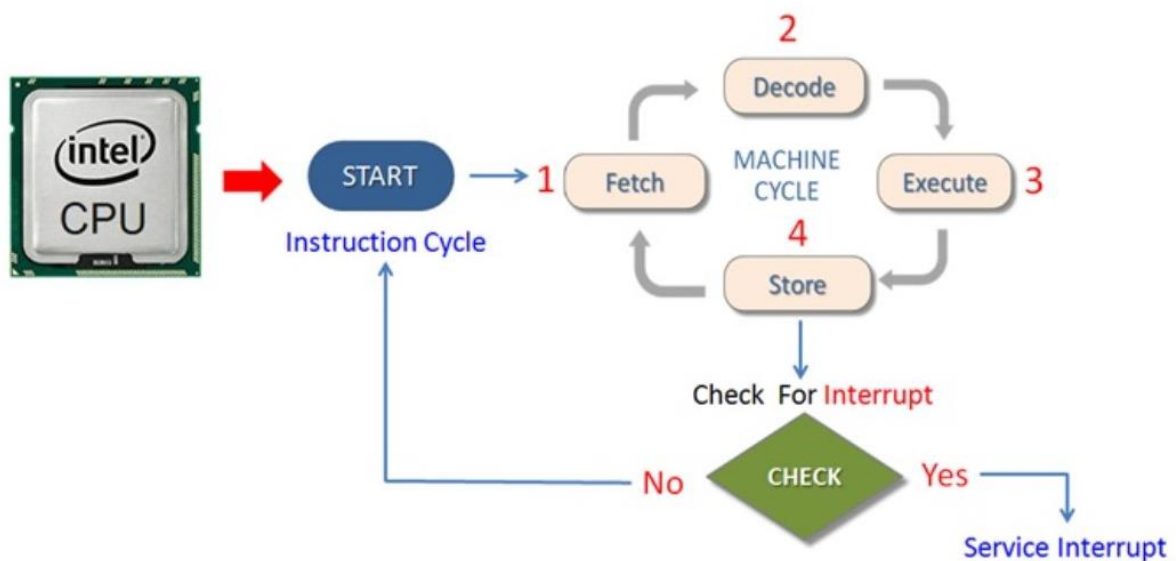 2
Decode
intel
CPU
START
1
Fetch
MACHINE
CYCLE
Execute
3
Instruction Cycle
4
Store
Check For Interrupt
No
CHECK
Yes
Service Interrupt